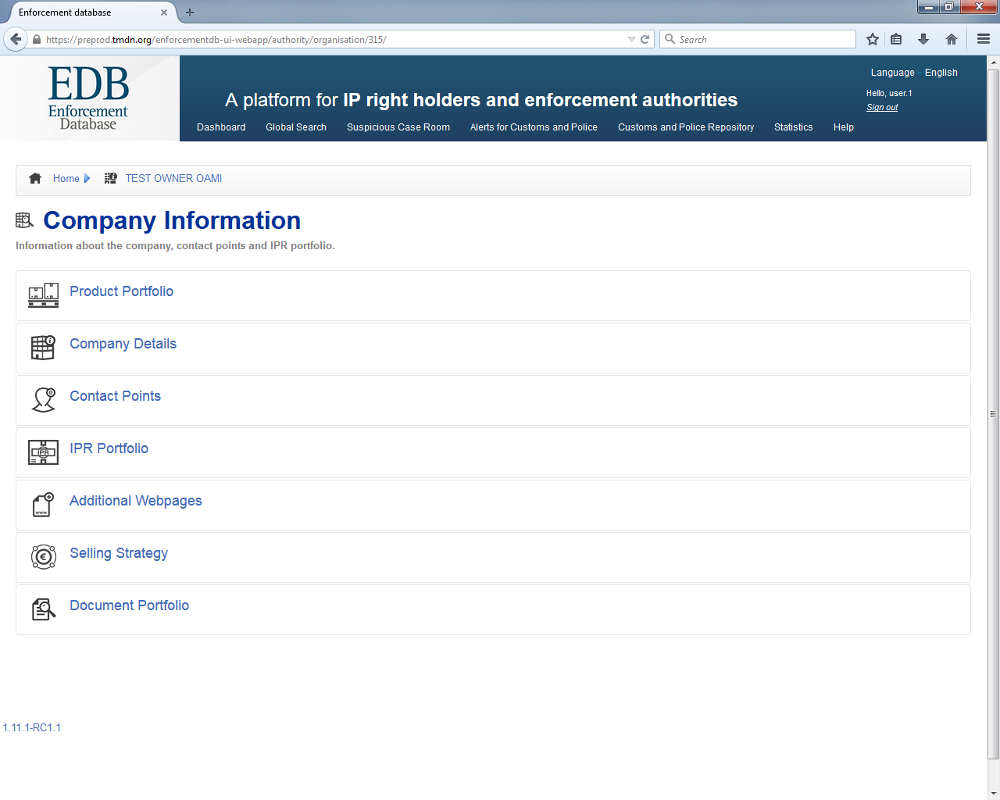 Enforcement database
https://preprod.tmdn.org/enforcementdb-ui-webapp/authority/organisation/315/
Search
EDB
Enforcement
Database
Language English
A platform for IP right holders and enforcement authorities
Hello, user.1
Sign out
Dashboard Global Search Suspicious Case Room Alerts for Customs and Police Customs and Police Repository Statistics Help
Home TEST OWNER OAMI
Company Information
Information about the company, contact points and IPR portfolio.
Product Portfolio
Company Details
Contact Points
IPR
IPR Portfolio
www
Additional Webpages
€
Selling Strategy
Document Portfolio
1.11.1-RC1.1